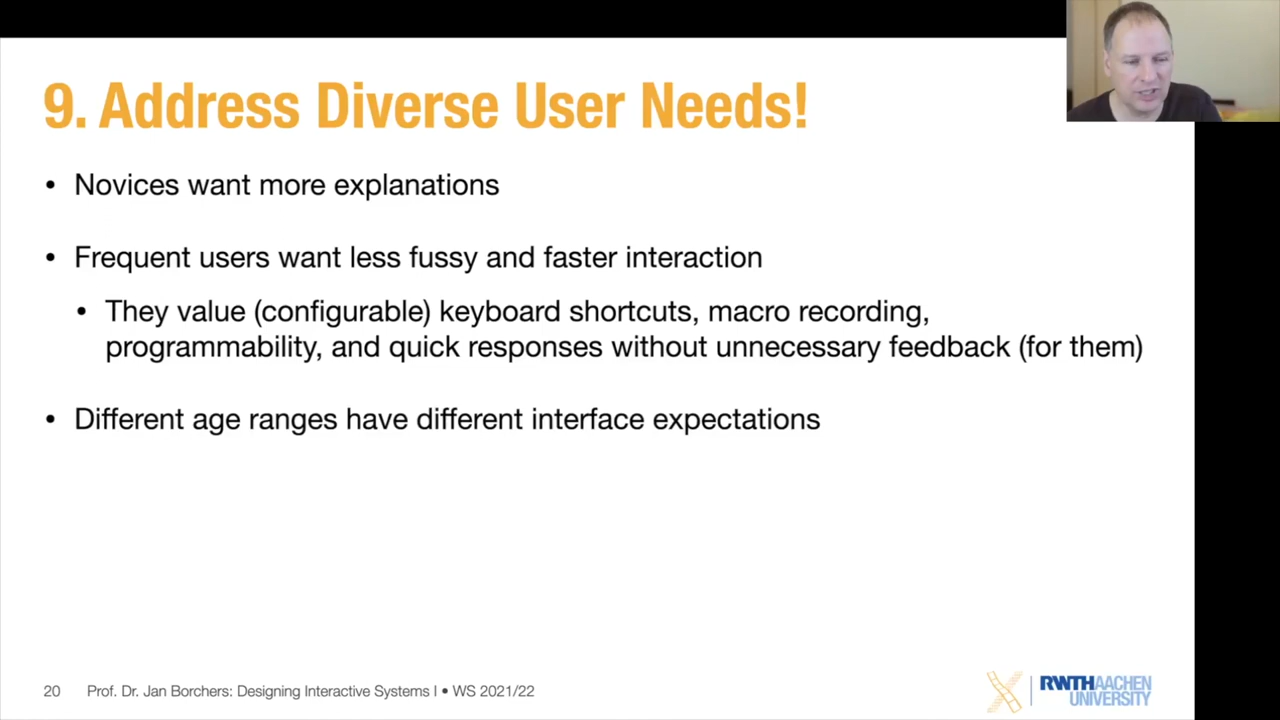 9. Address Diverse User Needs!
• Novices want more explanations
• Frequent users want less fussy and faster interaction
• They value (configurable) keyboard shortcuts, macro recording,
programmability, and quick responses without unnecessary feedback (for them)
• Different age ranges have different interface expectations
20 Prof. Dr. Jan Borchers: Designing Interactive Systems I • WS 2021/22
RWTHAACHEN
UNIVERSITY